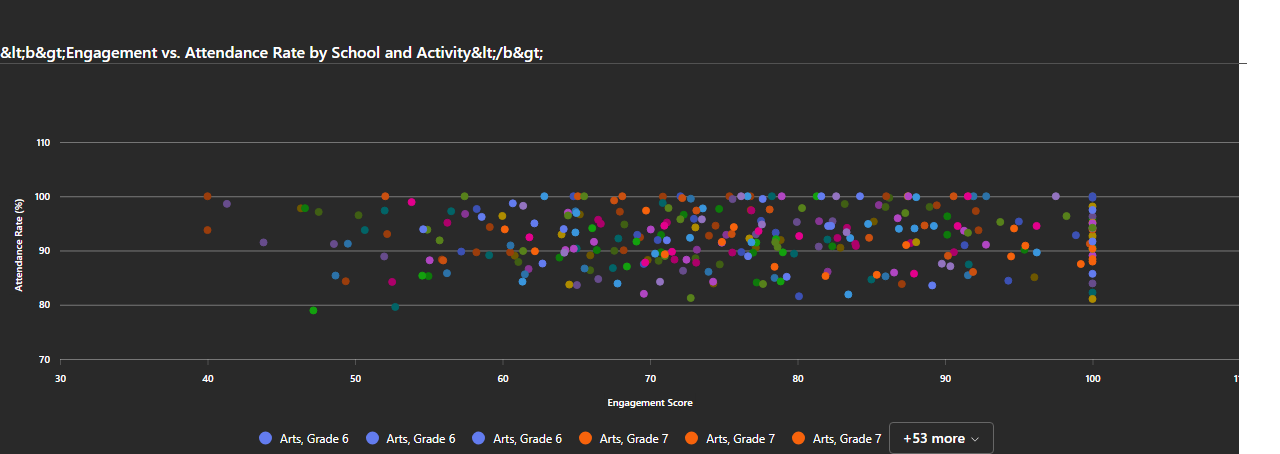 &lt;b&gt;Engagement vs. Attendance Rate by School and Activity&lt;/b&gt;
110
100
90
80
70
Attendance Rate (%)
30 40 50 60 70 80 90 100
Engagement Score
Arts, Grade 6 Arts, Grade 6 Arts, Grade 6 Arts, Grade 7 Arts, Grade 7 Arts, Grade 7 +53 more